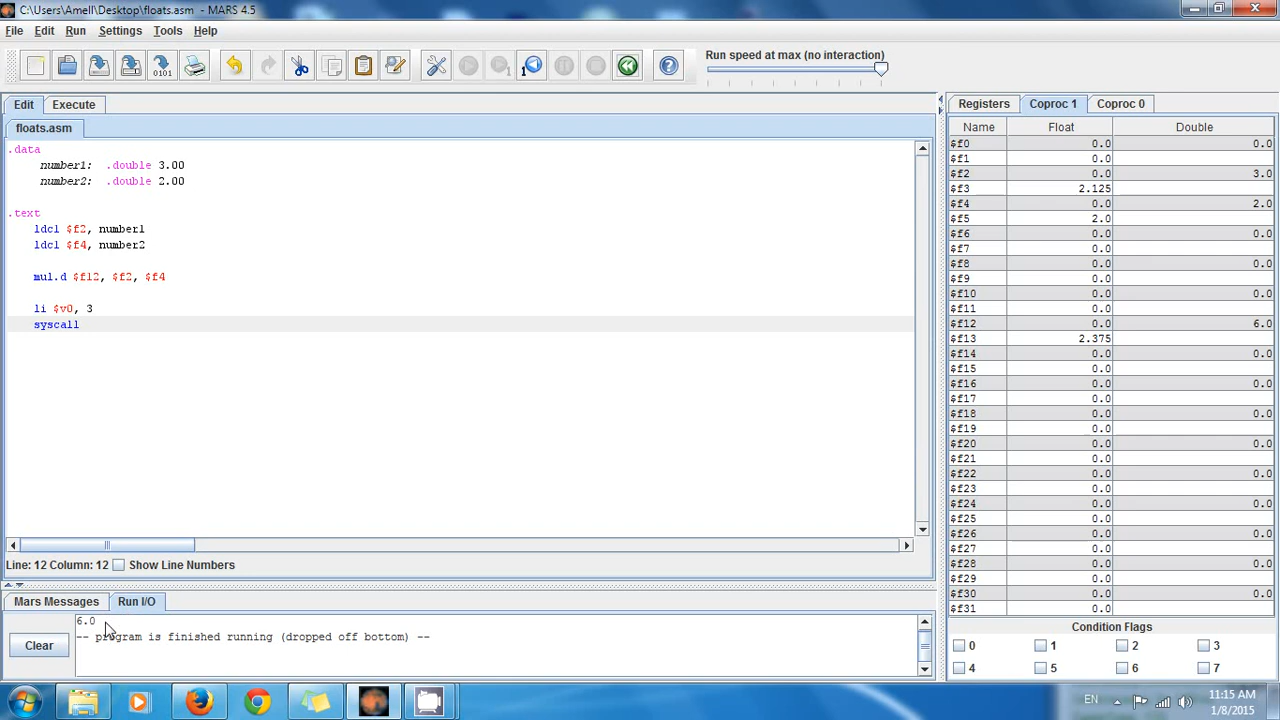 C:\Users\Amell\Desktop\floats.asm - MARS 4.5
File Edit Run Settings Tools Help
Run speed at max (no interaction)
Edit Execute
floats.asm
.data
number1: .double 3.00
number2: .double 2.00
.text
ldc1 $f2, number1
ldc1 $f4, number2
mul.d $f12, $f2, $f4
li $v0, 3
syscall
Line: 12 Column: 12 Show Line Numbers
Mars Messages Run I/O
6.0
-- program is finished running (dropped off bottom) --
Clear
Registers Coproc 1 Coproc 0
Name Float Double
$f0 0.0 0.0
$f1 0.0
$f2 0.0 3.0
$f3 2.125
$f4 0.0 2.0
$f5 2.0
$f6 0.0 0.0
$f7 0.0
$f8 0.0 0.0
$f9 0.0
$f10 0.0 0.0
$f11 0.0
$f12 0.0 6.0
$f13 2.375
$f14 0.0 0.0
$f15 0.0
$f16 0.0 0.0
$f17 0.0
$f18 0.0 0.0
$f19 0.0
$f20 0.0 0.0
$f21 0.0
$f22 0.0 0.0
$f23 0.0
$f24 0.0 0.0
$f25 0.0
$f26 0.0 0.0
$f27 0.0
$f28 0.0 0.0
$f29 0.0
$f30 0.0 0.0
$f31 0.0
Condition Flags
0 1 2 3
4 5 6 7
EN
11:15 AM
1/8/2015